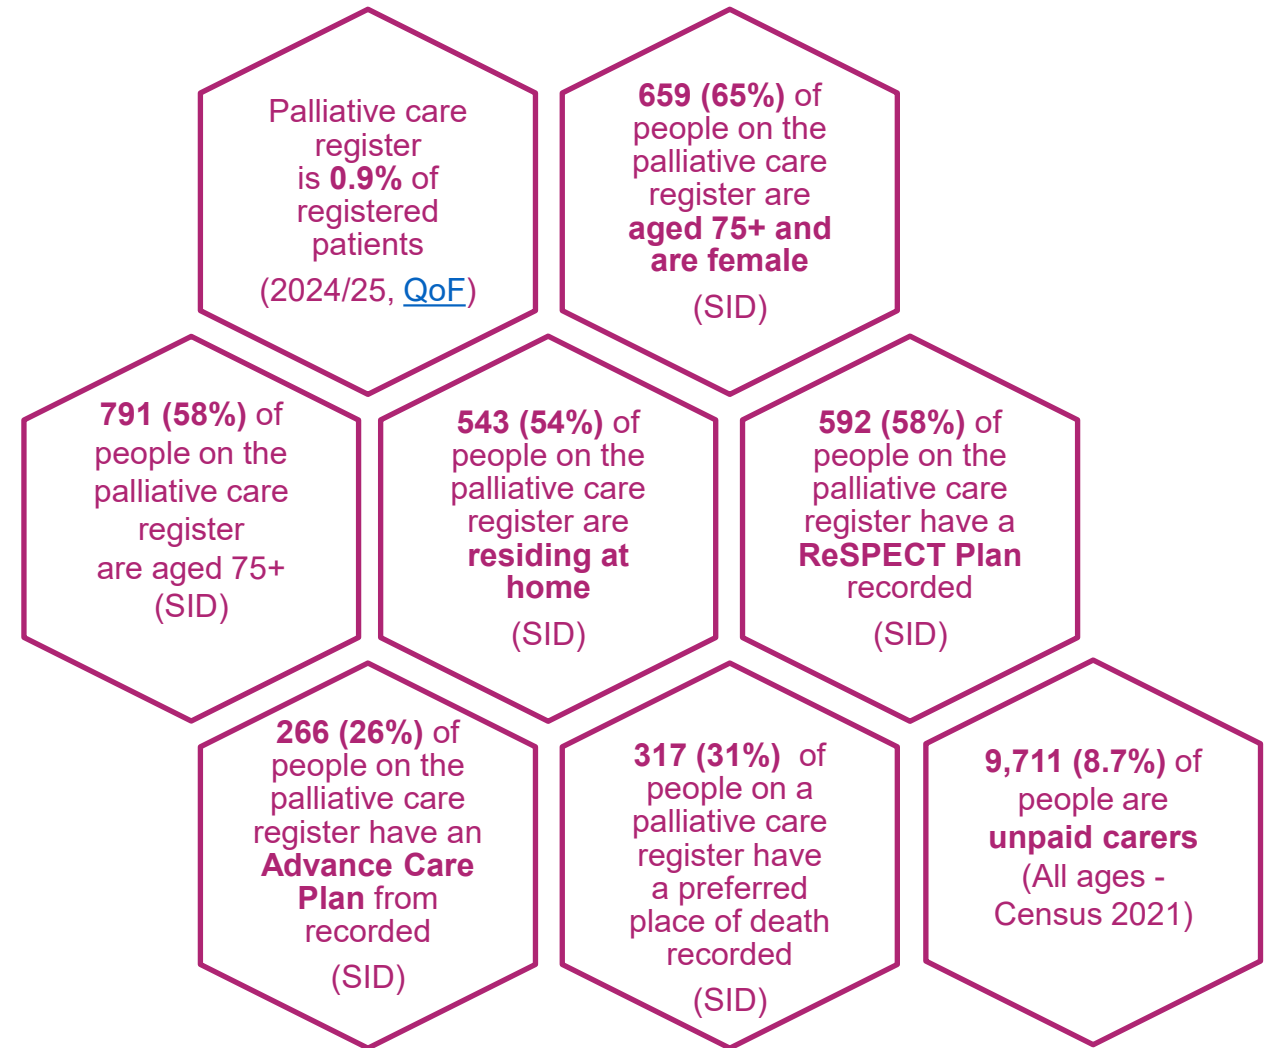 Palliative care
register
is 0.9% of
registered
patients
(2024/25, QoF)
659 (65%) of
people on the
palliative care
register are
aged 75+ and
are female
(SID)
791 (58%) of
people on the
palliative care
register
are aged 75+
(SID)
543 (54%) of
people on the
palliative care
register are
residing at
home
(SID)
592 (58%) of
people on the
palliative care
register have a
ReSPECT Plan
recorded
(SID)
266 (26%) of
people on the
palliative care
register have an
Advance Care
Plan from
recorded
(SID)
317 (31%) of
people on a
palliative care
register have
a preferred
place of death
recorded
(SID)
9,711 (8.7%) of
people are
unpaid carers
(All ages -
Census 2021)